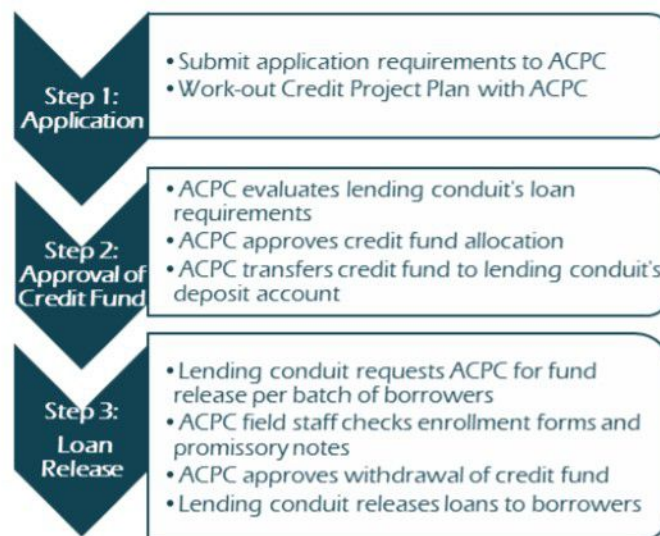 Step 1:
Application
• Submit application requirements to ACPC
• Work-out Credit Project Plan with ACPC
Step 2:
Approval of
Credit Fund
• ACPC evaluates lending conduit's loan
requirements
• ACPC approves credit fund allocation
• ACPC transfers credit fund to lending conduit's
deposit account
Step 3:
Loan
Release
• Lending conduit requests ACPC for fund
release per batch of borrowers
• ACPC field staff checks enrollment forms and
promissory notes
• ACPC approves withdrawal of credit fund
• Lending conduit releases loans to borrowers